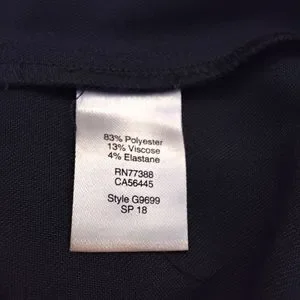 83% Polyester
13% Viscose
4% Elastane
RN77388
CA56445
Style G9699
SP 18